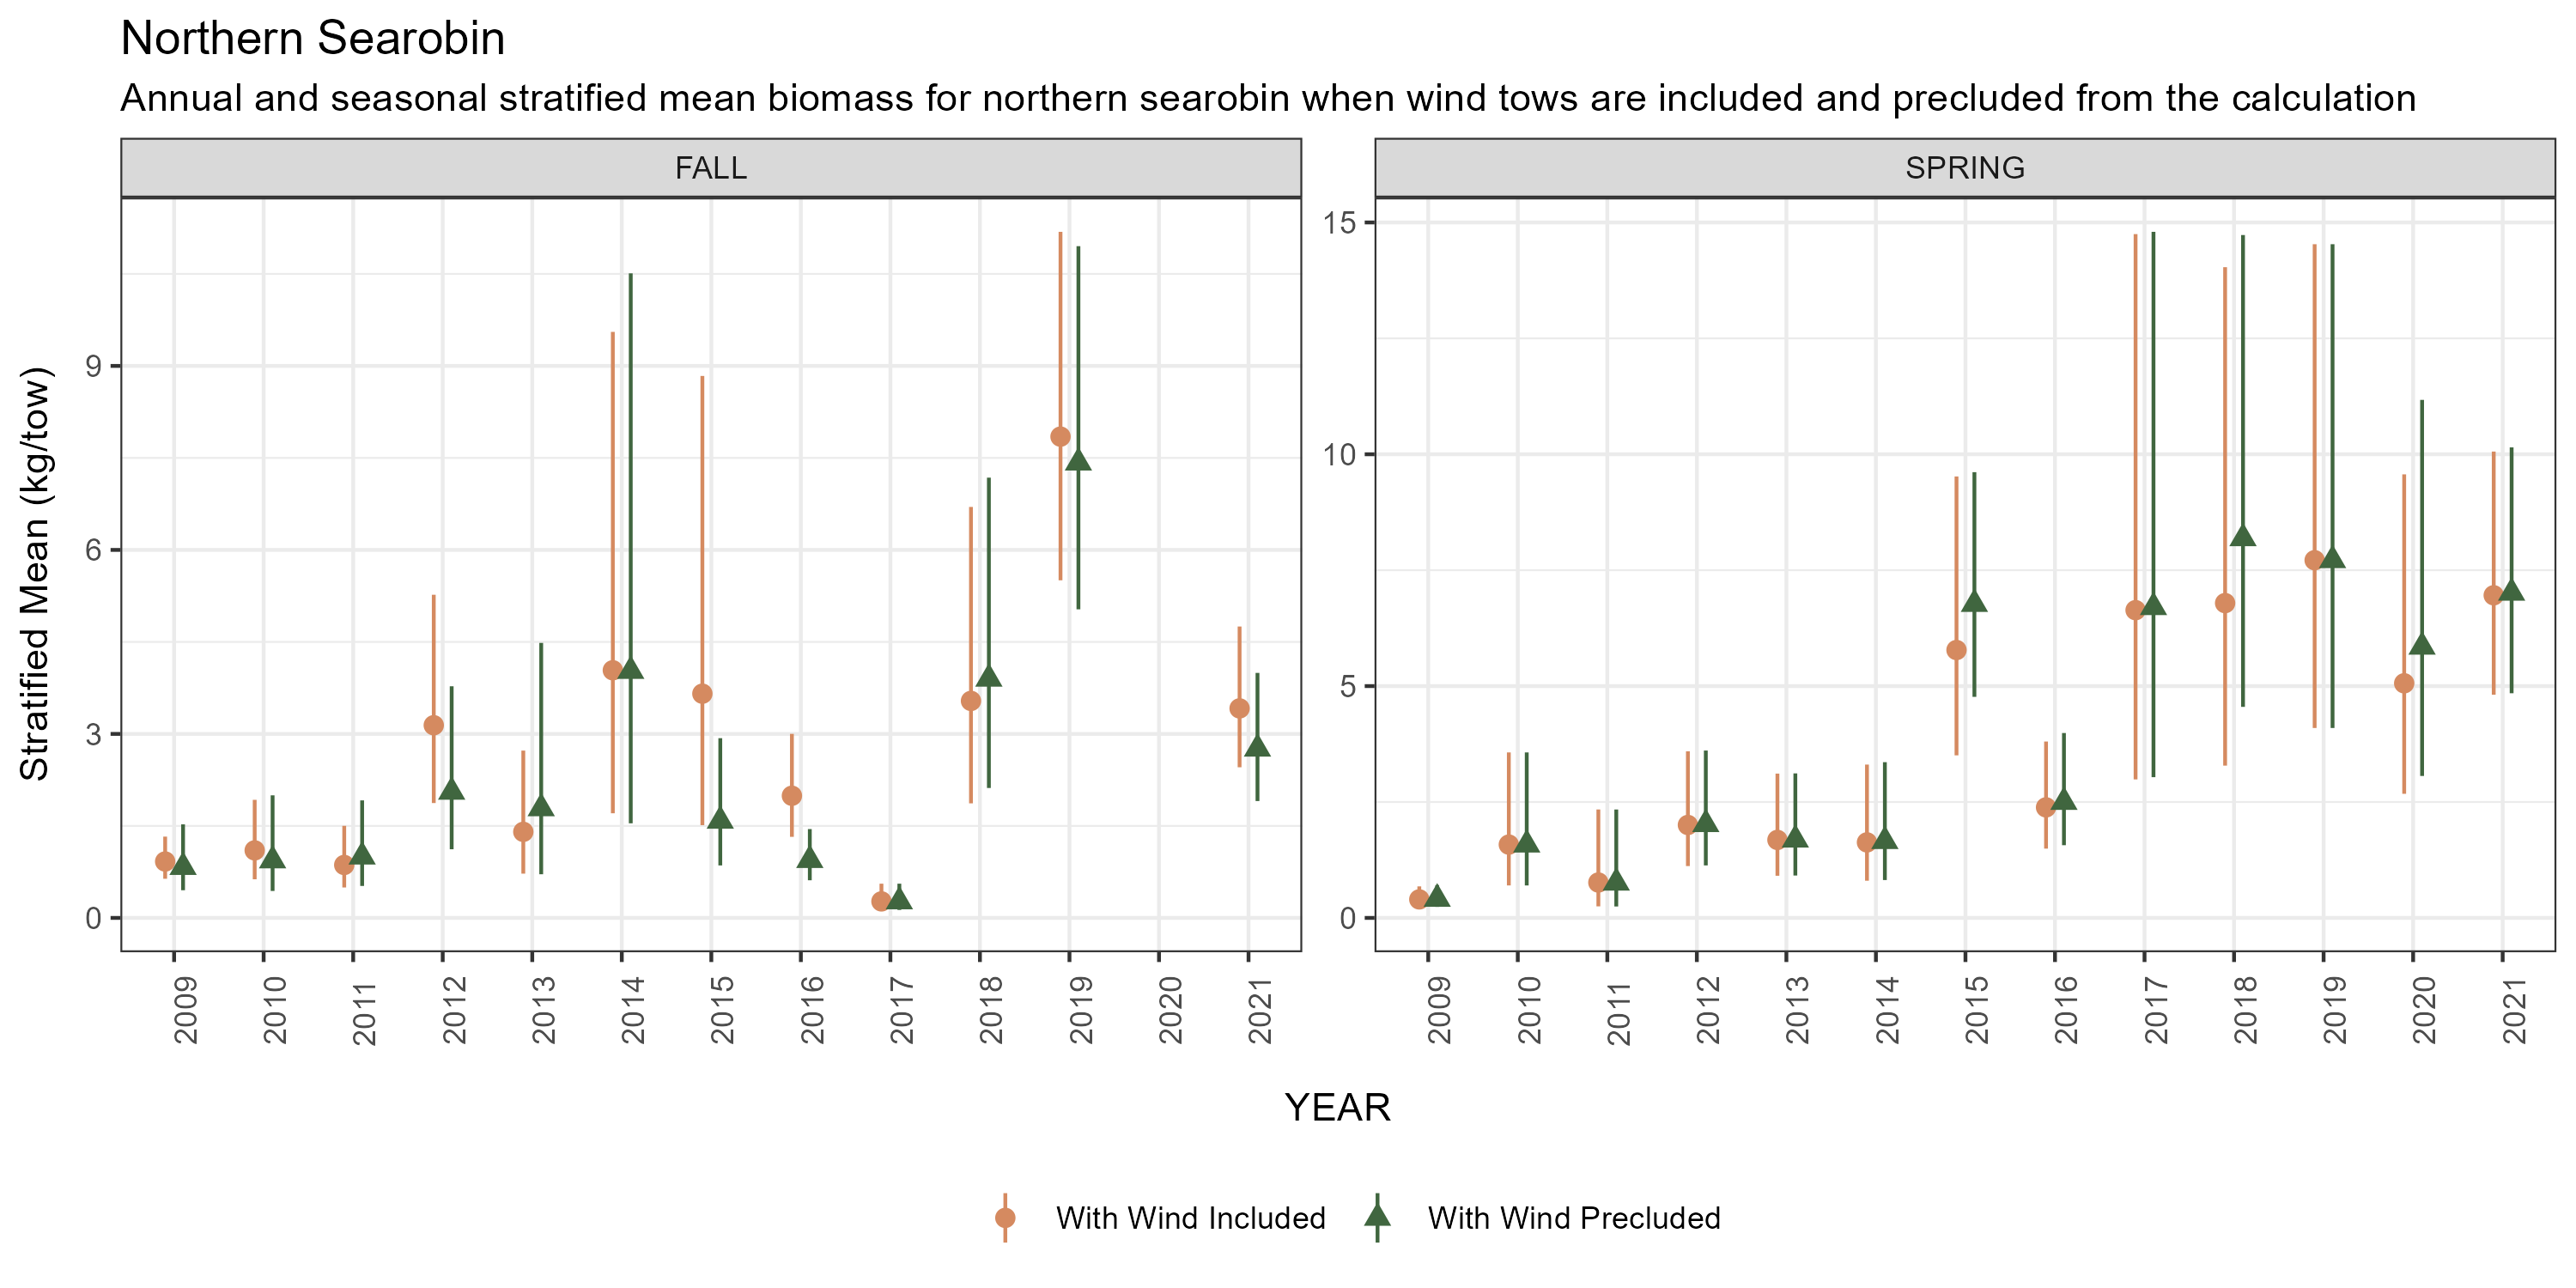 Northern Searobin
Annual and seasonal stratified mean biomass for northern searobin when wind tows are included and precluded from the calculation
FALL
SPRING
Stratified Mean (kg/tow)
9
6
3
0
15
10
5
0
2009 2010 2011 2012 2013 2014 2015 2016 2017 2018 2019 2020 2021
2009 2010 2011 2012 2013 2014 2015 2016 2017 2018 2019 2020 2021
YEAR
With Wind Included With Wind Precluded